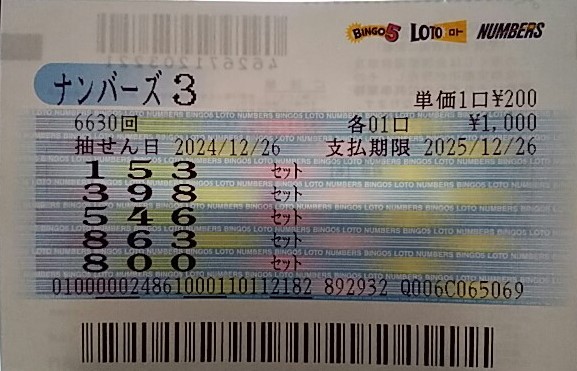 BINGO5 LOTO ロト NUMBERS
ナンバーズ3 単価1口¥200
6630回 各01口 ¥1,000
抽せん日 2024/12/26 支払期限 2025/12/26
153 セット
398 セット
546 セット
863 セット
800 セット
010000024861000110112182 892932 Q006C065069